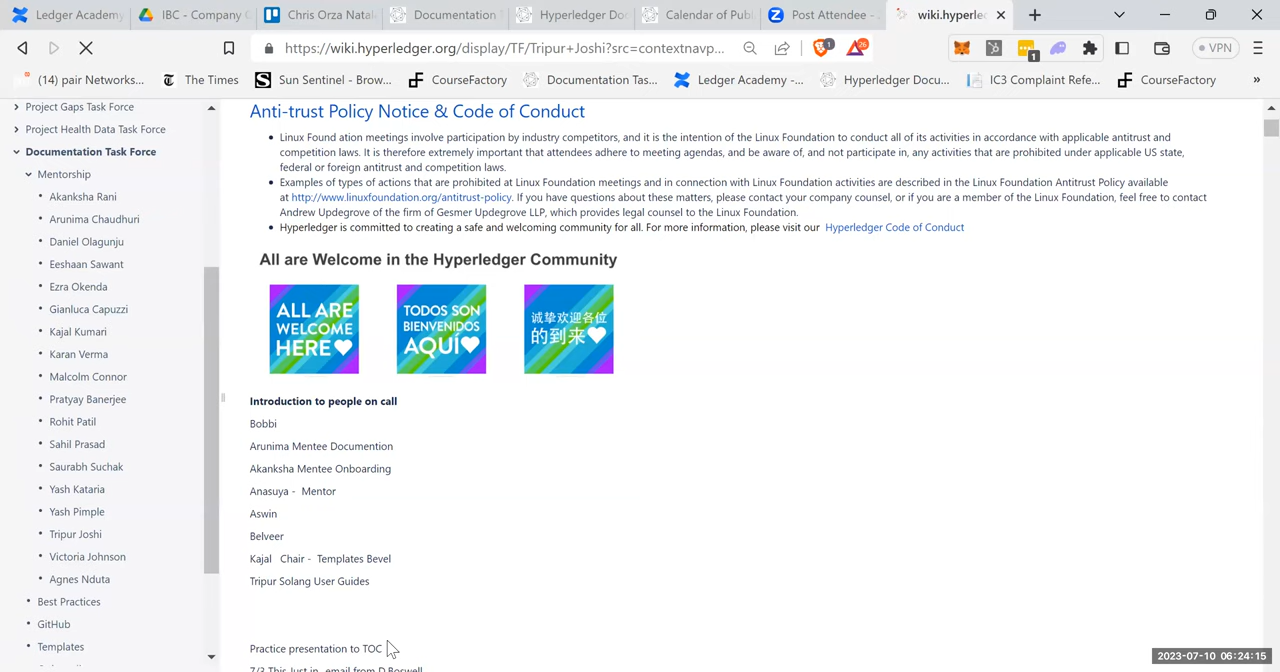 Ledger Academy
IBC - Company C
Chris Orza Natale
Documentation T
Hyperledger Doc
Calendar of Publ
Post Attendee -
wiki.hyperled
https://wiki.hyperledger.org/display/TF/Tripur+Joshi?src=contextnavp...
1
26
1
VPN
(14) pair Networks...
The Times
Sun Sentinel - Brow...
CourseFactory
Documentation Tas...
Ledger Academy -...
Hyperledger Docu...
IC3 Complaint Refe...
CourseFactory
»
Project Gaps Task Force
Project Health Data Task Force
Documentation Task Force
Mentorship
Akanksha Rani
Arunima Chaudhuri
Daniel Olagunju
Eeshaan Sawant
Ezra Okenda
Gianluca Capuzzi
Kajal Kumari
Karan Verma
Malcolm Connor
Pratyay Banerjee
Rohit Patil
Sahil Prasad
Saurabh Suchak
Yash Kataria
Yash Pimple
Tripur Joshi
Victoria Johnson
Agnes Nduta
Best Practices
GitHub
Templates
Anti-trust Policy Notice & Code of Conduct
• Linux Found ation meetings involve participation by industry competitors, and it is the intention of the Linux Foundation to conduct all of its activities in accordance with applicable antitrust and
competition laws. It is therefore extremely important that attendees adhere to meeting agendas, and be aware of, and not participate in, any activities that are prohibited under applicable US state,
federal or foreign antitrust and competition laws.
• Examples of types of actions that are prohibited at Linux Foundation meetings and in connection with Linux Foundation activities are described in the Linux Foundation Antitrust Policy available
at http://www.linuxfoundation.org/antitrust-policy. If you have questions about these matters, please contact your company counsel, or if you are a member of the Linux Foundation, feel free to contact
Andrew Updegrove of the firm of Gesmer Updegrove LLP, which provides legal counsel to the Linux Foundation.
• Hyperledger is committed to creating a safe and welcoming community for all. For more information, please visit our Hyperledger Code of Conduct
All are Welcome in the Hyperledger Community
ALL ARE
WELCOME
HERE
TODOS SON
BIENVENIDOS
AQUÍ
诚挚欢迎各位
的到来
Introduction to people on call
Bobbi
Arunima Mentee Documention
Akanksha Mentee Onboarding
Anasuya - Mentor
Aswin
Belveer
Kajal Chair - Templates Bevel
Tripur Solang User Guides
Practice presentation to TOC
7/3 This Just in email from D Boswell
2023-07-10 06:24:15